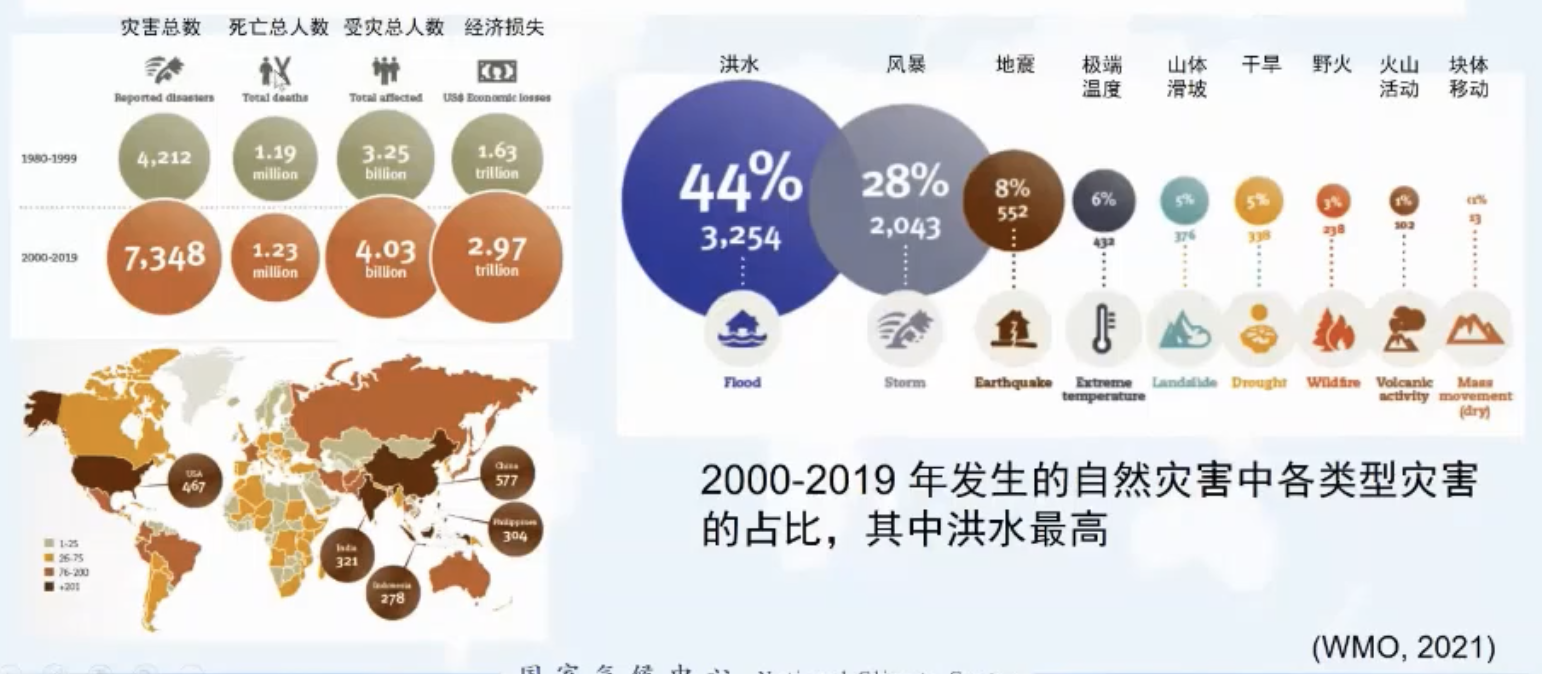 灾害总数 死亡总人数 受灾总人数 经济损失
Reported disasters Total deaths Total affected US$ Economic losses
1980-1999
4,212
1.19
million
3.25
billion
1.63
trillion
2000-2019
7,348
1.23
million
4.03
billion
2.97
trillion
USA
467
China
577
Philippines
304
India
321
Indonesia
278
1-25
26-75
76-200
+201
洪水 风暴 地震 极端
温度 山体
滑坡 干旱 野火 火山
活动 块体
移动
44%
3,254
28%
2,043
8%
552
6%
432
5%
376
5%
338
3%
238
1%
102
<1%
13
Flood
Storm
Earthquake
Extreme
temperature
Landslide
Drought
Wildfire
Volcanic
activity
Mass
movement
(dry)
2000-2019 年发生的自然灾害中各类型灾害
的占比，其中洪水最高
(WMO, 2021)